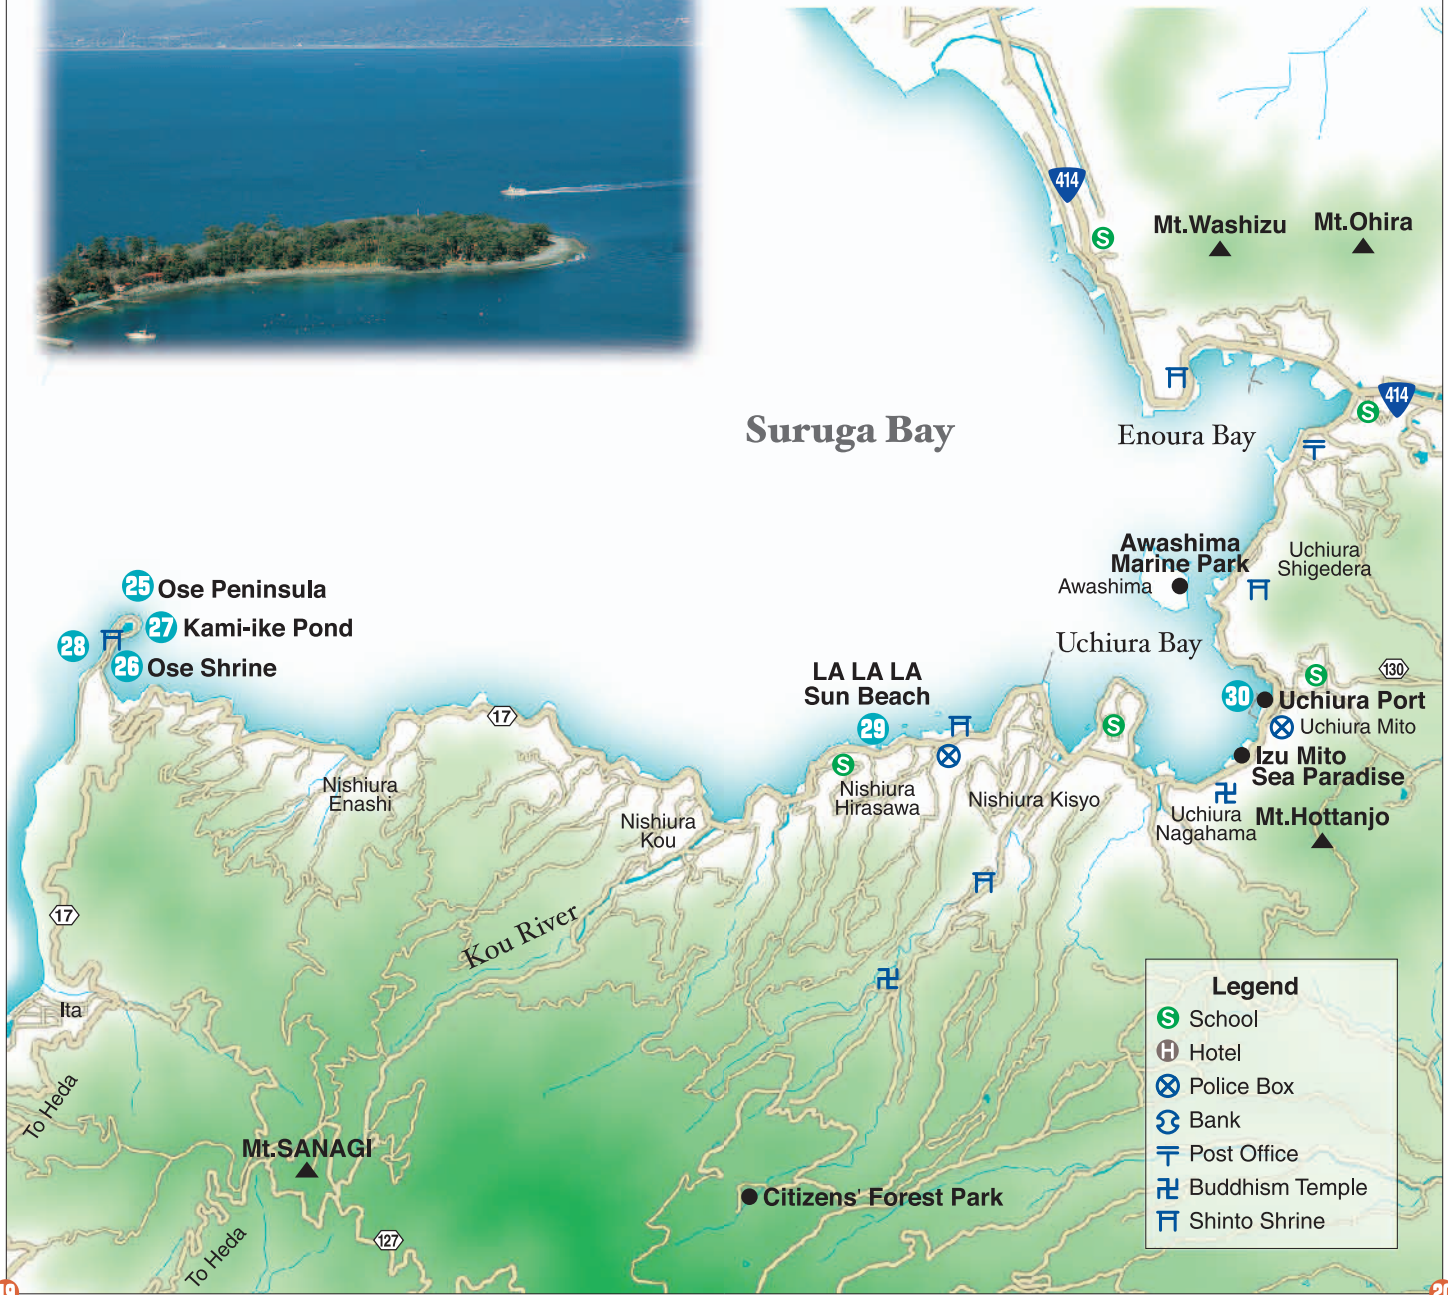 414
Mt.Washizu
Mt.Ohira
414
Suruga Bay
Enoura Bay
Awashima
Marine Park
Awashima
Uchiura
Shigedera
25 Ose Peninsula
27 Kami-ike Pond
28
26 Ose Shrine
Uchiura Bay
LA LA LA
Sun Beach
29
130
30 Uchiura Port
Uchiura Mito
Izu Mito
Sea Paradise
17
Nishiura
Enashi
Nishiura
Hirasawa
Nishiura Kisyo
Nishiura
Kou
Uchiura
Nagahama
Mt.Hottanjo
17
Kou River
Ita
To Heda
Mt.SANAGI
To Heda
127
Citizens' Forest Park
Legend
S School
H Hotel
Police Box
Bank
Post Office
卍 Buddhism Temple
Shinto Shrine